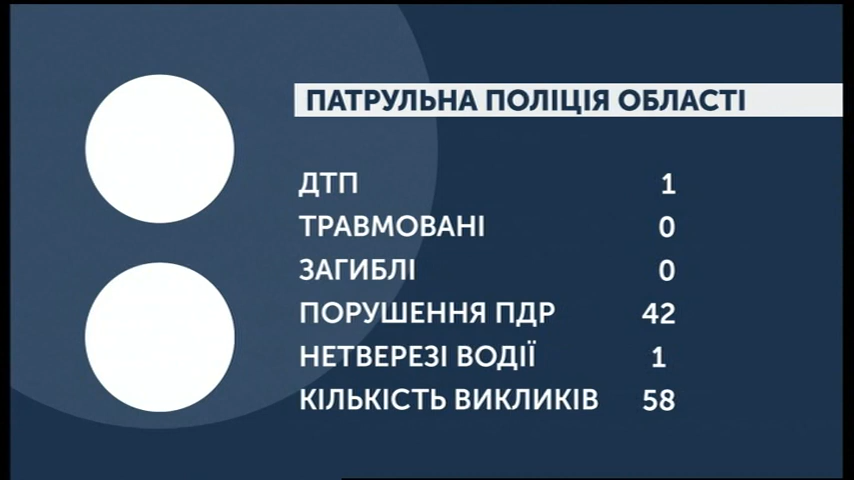 ПАТРУЛЬНА ПОЛІЦІЯ ОБЛАСТІ
ДТП 1
ТРАВМОВАНІ 0
ЗАГИБЛІ 0
ПОРУШЕННЯ ПДР 42
НЕТВЕРЕЗІ ВОДІЇ 1
КІЛЬКІСТЬ ВИКЛИКІВ 58